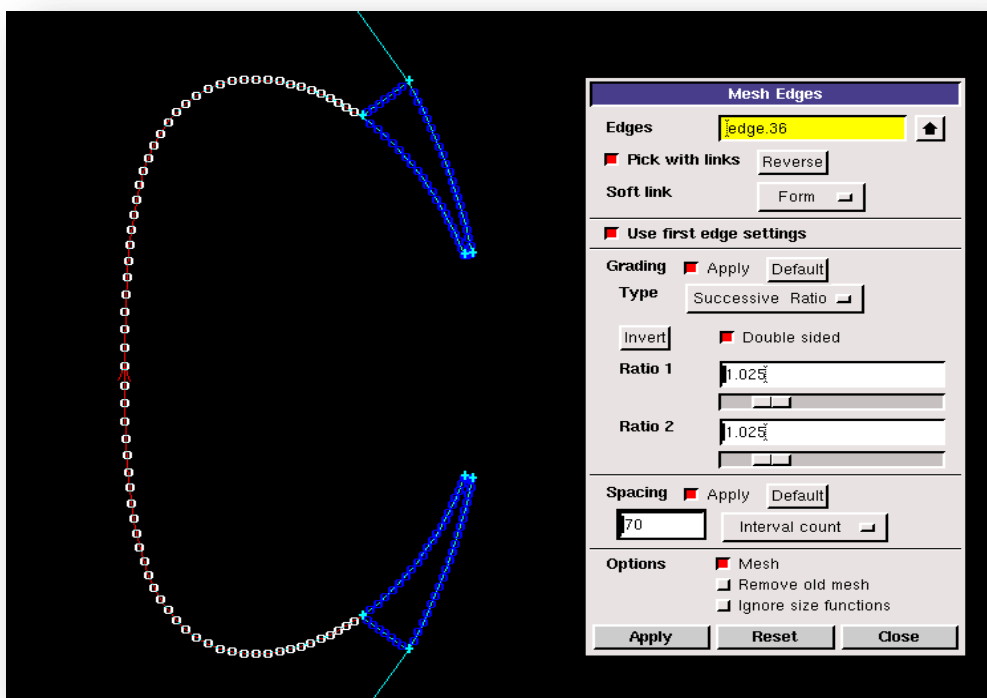 Mesh Edges
Edges edge.36
Pick with links Reverse
Soft link Form
Use first edge settings
Grading Apply Default
Type Successive Ratio
Invert Double sided
Ratio 1 1.025
Ratio 2 1.025
Spacing Apply Default
70 Interval count
Options Mesh
Remove old mesh
Ignore size functions
Apply Reset Close